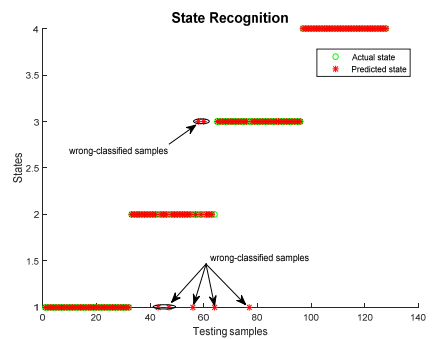 State Recognition
4
3.5
3
2.5
2
1.5
1
States
Actual state
Predicted state
wrong-classified samples
wrong-classified samples
0
20
40
60
80
100
120
140
Testing samples